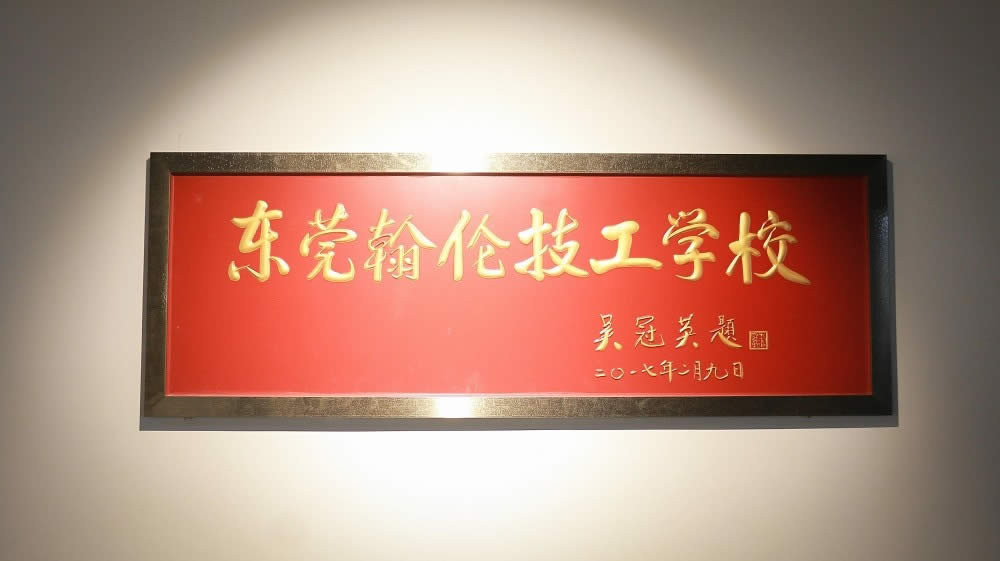 东莞翰伦技工学校
吴冠英题
二〇一七年二月九日